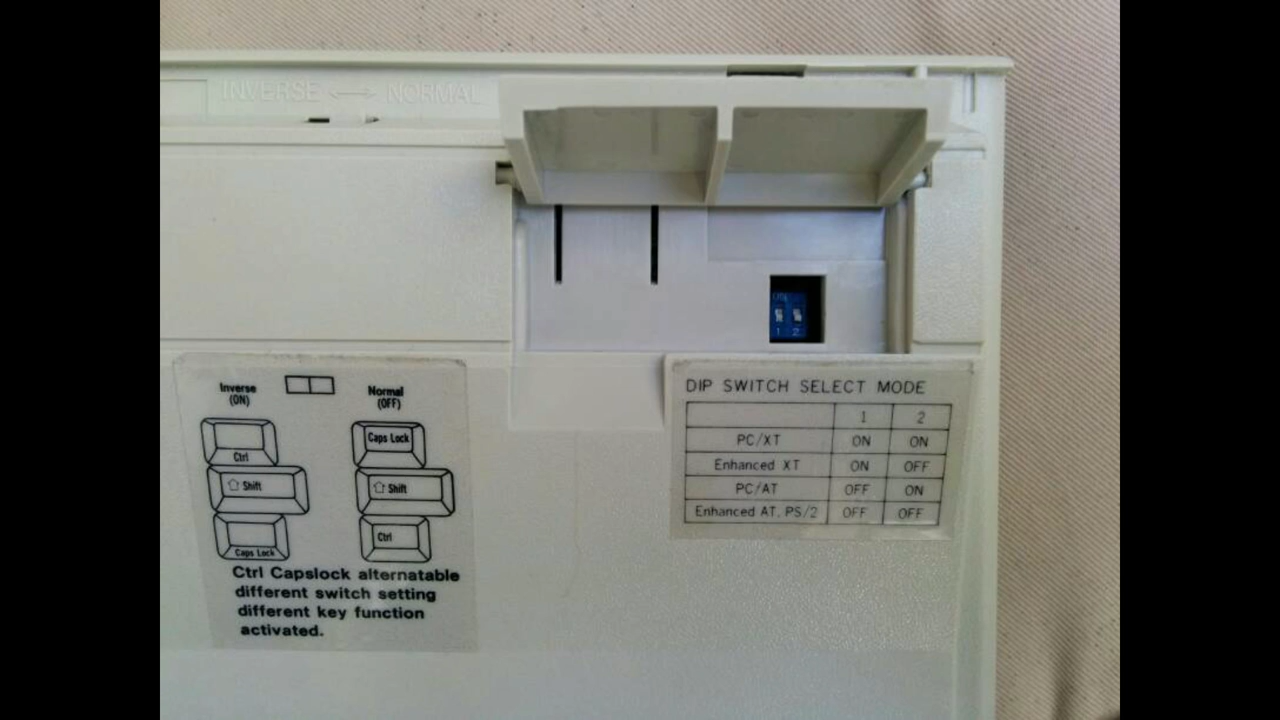 INVERSE ↔ NORMAL
ON
1 2
Inverse
(ON)
Normal
(OFF)
Ctrl
Caps Lock
⇧ Shift
⇧ Shift
Caps Lock
Ctrl
Ctrl Capslock alternatable
different switch setting
different key function
activated.
DIP SWITCH SELECT MODE
1 2
PC/XT ON ON
Enhanced XT ON OFF
PC/AT OFF ON
Enhanced AT. PS/2 OFF OFF